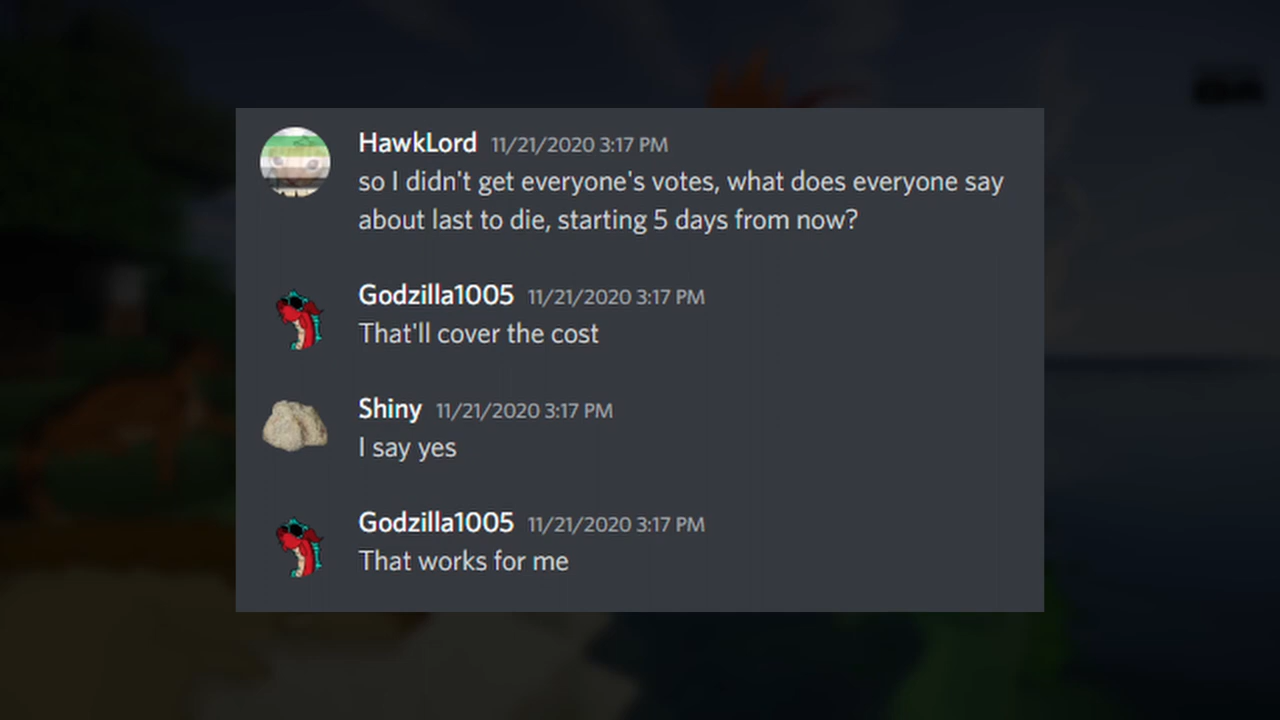 HawkLord 11/21/2020 3:17 PM
so I didn't get everyone's votes, what does everyone say
about last to die, starting 5 days from now?
Godzilla1005 11/21/2020 3:17 PM
That'll cover the cost
Shiny 11/21/2020 3:17 PM
I say yes
Godzilla1005 11/21/2020 3:17 PM
That works for me